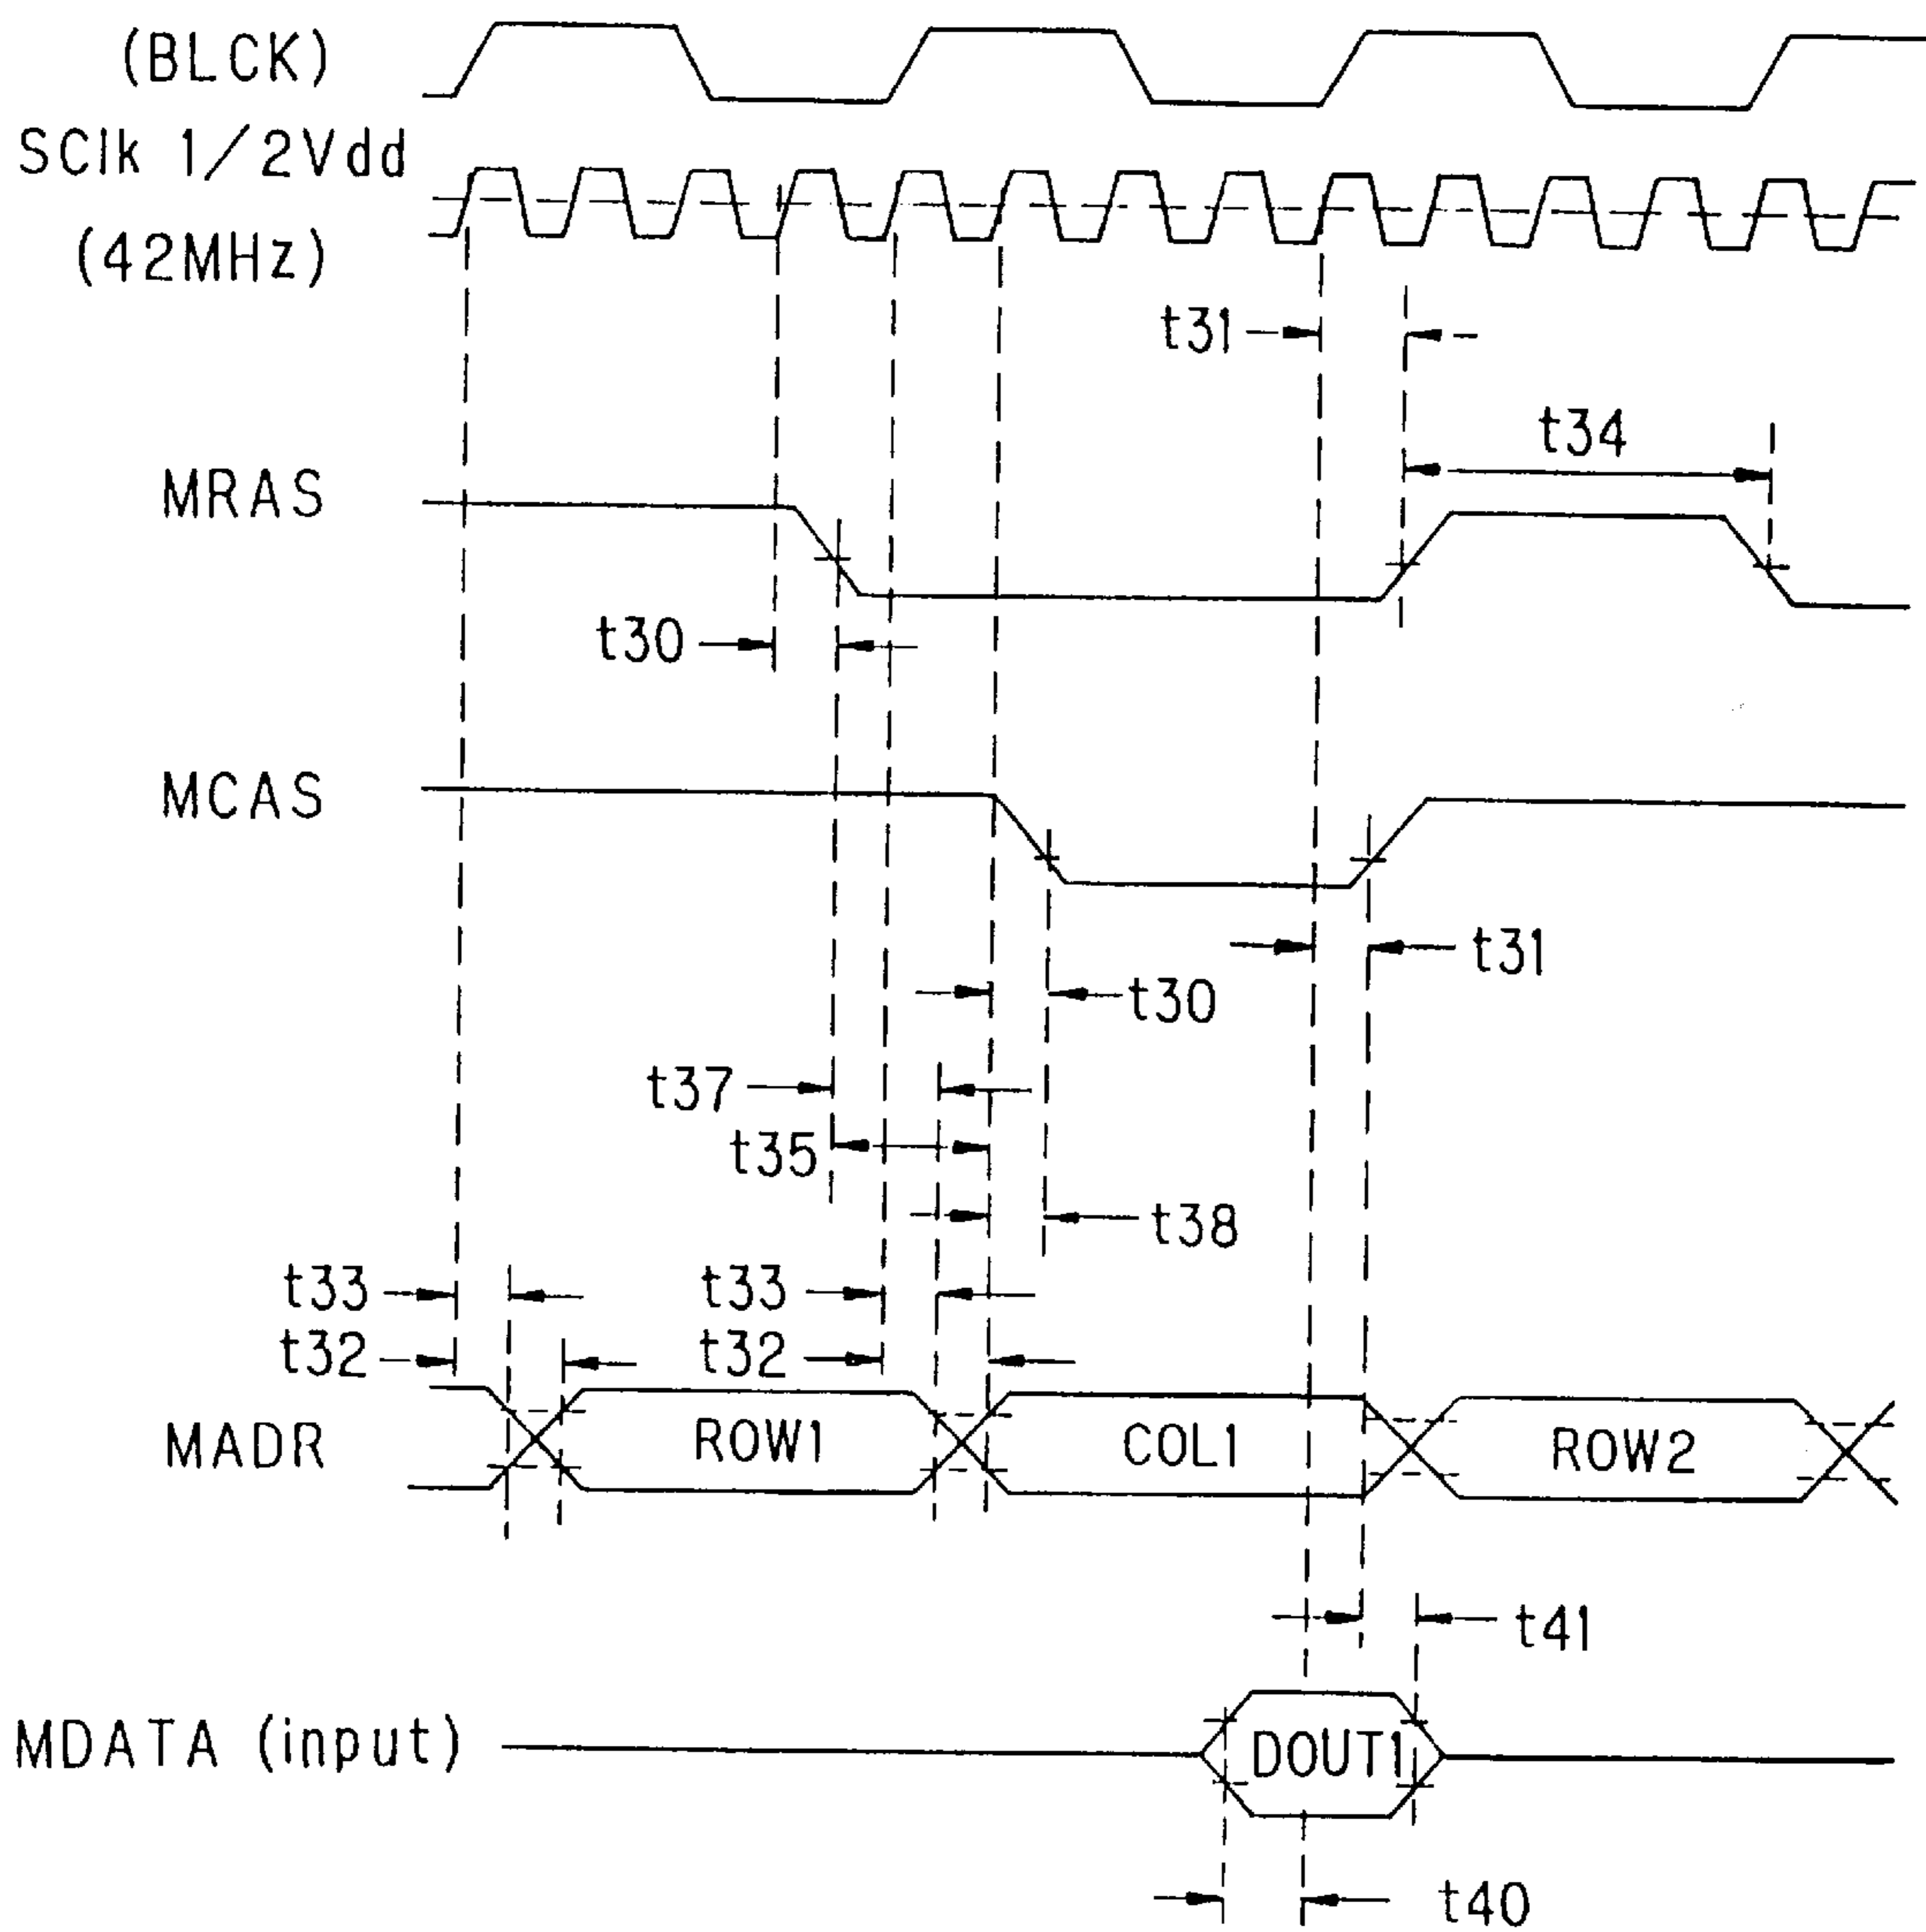 (BLCK)
SClk 1/2Vdd
(42MHz)
t31
t34
MRAS
t30
MCAS
t31
t30
t37
t35
t38
t33 t33
t32 t32
MADR ROW1 COL1 ROW2
t41
MDATA (input) DOUT1
t40